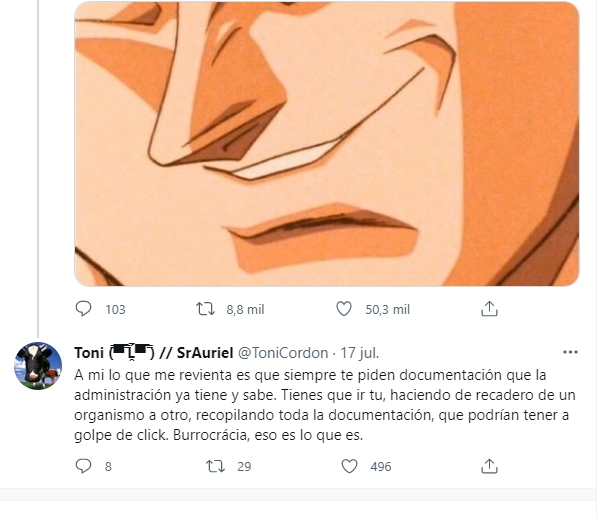 103 8,8 mil 50,3 mil
Toni (▀̿Ĺ̯▀̿ ̿) // SrAuriel @ToniCordon · 17 jul.
A mi lo que me revienta es que siempre te piden documentación que la
administración ya tiene y sabe. Tienes que ir tu, haciendo de recadero de un
organismo a otro, recopilando toda la documentación, que podrían tener a
golpe de click. Burrocrácia, eso es lo que es.
8 29 496